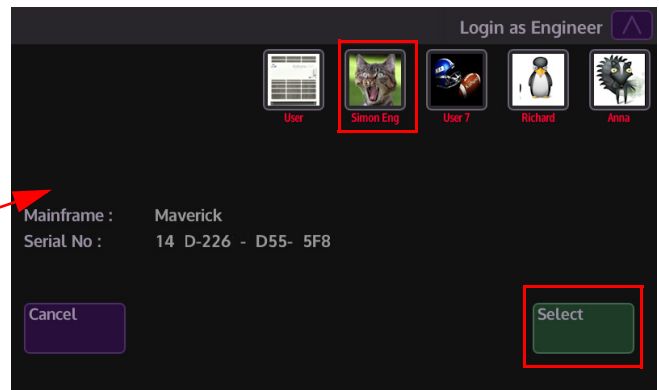 Login as Engineer
User
Simon Eng
User 7
Richard
Anna
Mainframe : Maverick
Serial No : 14 D-226 - D55- 5F8
Cancel
Select